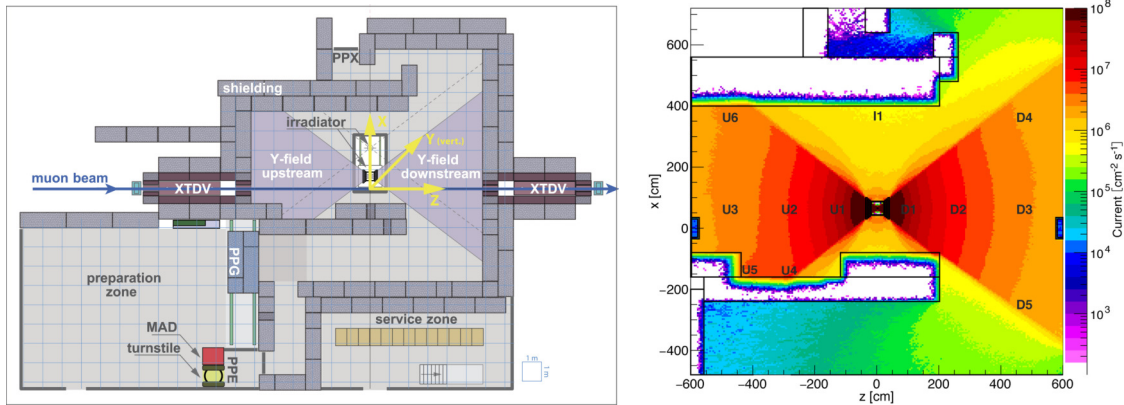 PPX
shielding
irradiator
X
Y (vert.)
Y-field
upstream
Y-field
downstream
muon beam
XTDV
Z
XTDV
PPG
preparation
zone
service zone
MAD
turnstile
PPE
1 m
1 m
x [cm]
600
400
200
0
−200
−400
U6
I1
D4
U3
U2
U1
D1
D2
D3
U5
U4
D5
−600
−400
−200
0
200
400
600
z [cm]
10^8
10^7
10^6
10^5
10^4
10^3
Current [cm^-2 s^-1]